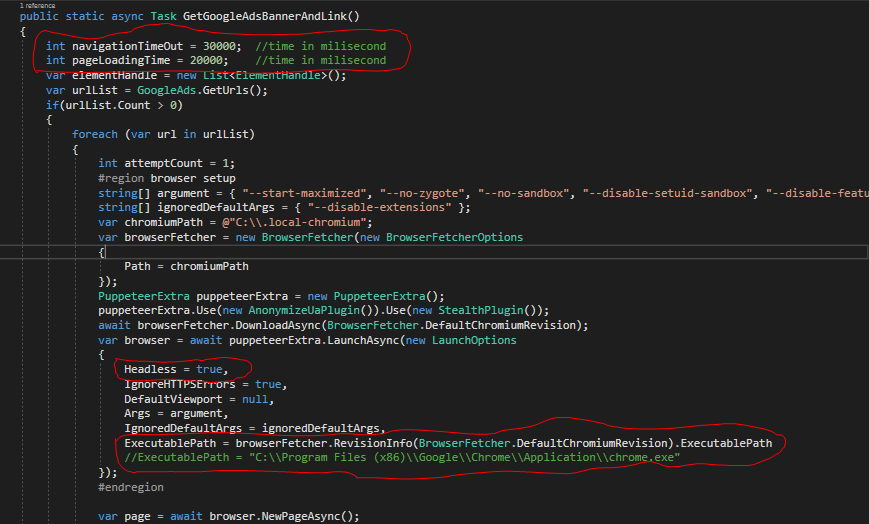 1 reference
public static async Task GetGoogleAdsBannerAndLink()
{
int navigationTimeOut = 30000; //time in milisecond
int pageLoadingTime = 20000; //time in milisecond
var elementHandle = new List<ElementHandle>();
var urlList = GoogleAds.GetUrls();
if(urlList.Count > 0)
{
foreach (var url in urlList)
{
int attemptCount = 1;
#region browser setup
string[] argument = { "--start-maximized", "--no-zygote", "--no-sandbox", "--disable-setuid-sandbox", "--disable-featu
string[] ignoredDefaultArgs = { "--disable-extensions" };
var chromiumPath = @"C:\\.local-chromium";
var browserFetcher = new BrowserFetcher(new BrowserFetcherOptions
{
Path = chromiumPath
});
PuppeteerExtra puppeteerExtra = new PuppeteerExtra();
puppeteerExtra.Use(new AnonymizeUaPlugin()).Use(new StealthPlugin());
await browserFetcher.DownloadAsync(BrowserFetcher.DefaultChromiumRevision);
var browser = await puppeteerExtra.LaunchAsync(new LaunchOptions
{
Headless = true,
IgnoreHTTPSErrors = true,
DefaultViewport = null,
Args = argument,
IgnoredDefaultArgs = ignoredDefaultArgs,
ExecutablePath = browserFetcher.RevisionInfo(BrowserFetcher.DefaultChromiumRevision).ExecutablePath
//ExecutablePath = "C:\\Program Files (x86)\\Google\\Chrome\\Application\\chrome.exe"
});
#endregion
var page = await browser.NewPageAsync();